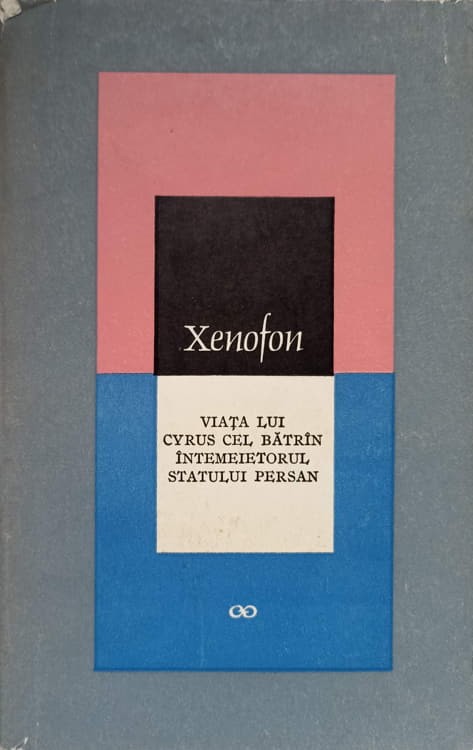 Xenofon
VIAȚA LUI
CYRUS CEL BĂTRÎN
ÎNTEMEIETORUL
STATULUI PERSAN